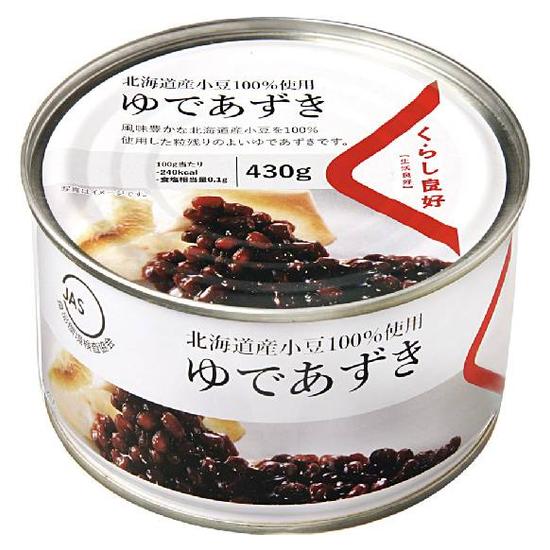 北海道産小豆100%使用
ゆであずき
風味豊かな北海道産小豆を100%
使用した粒残りのよいゆであずきです。
100g当たり
・240kcal
・食塩相当量0.1g
430g
写真はイメージです。
くらし良好
【生活良好】
JAS
北海道産小豆100%使用
ゆであずき